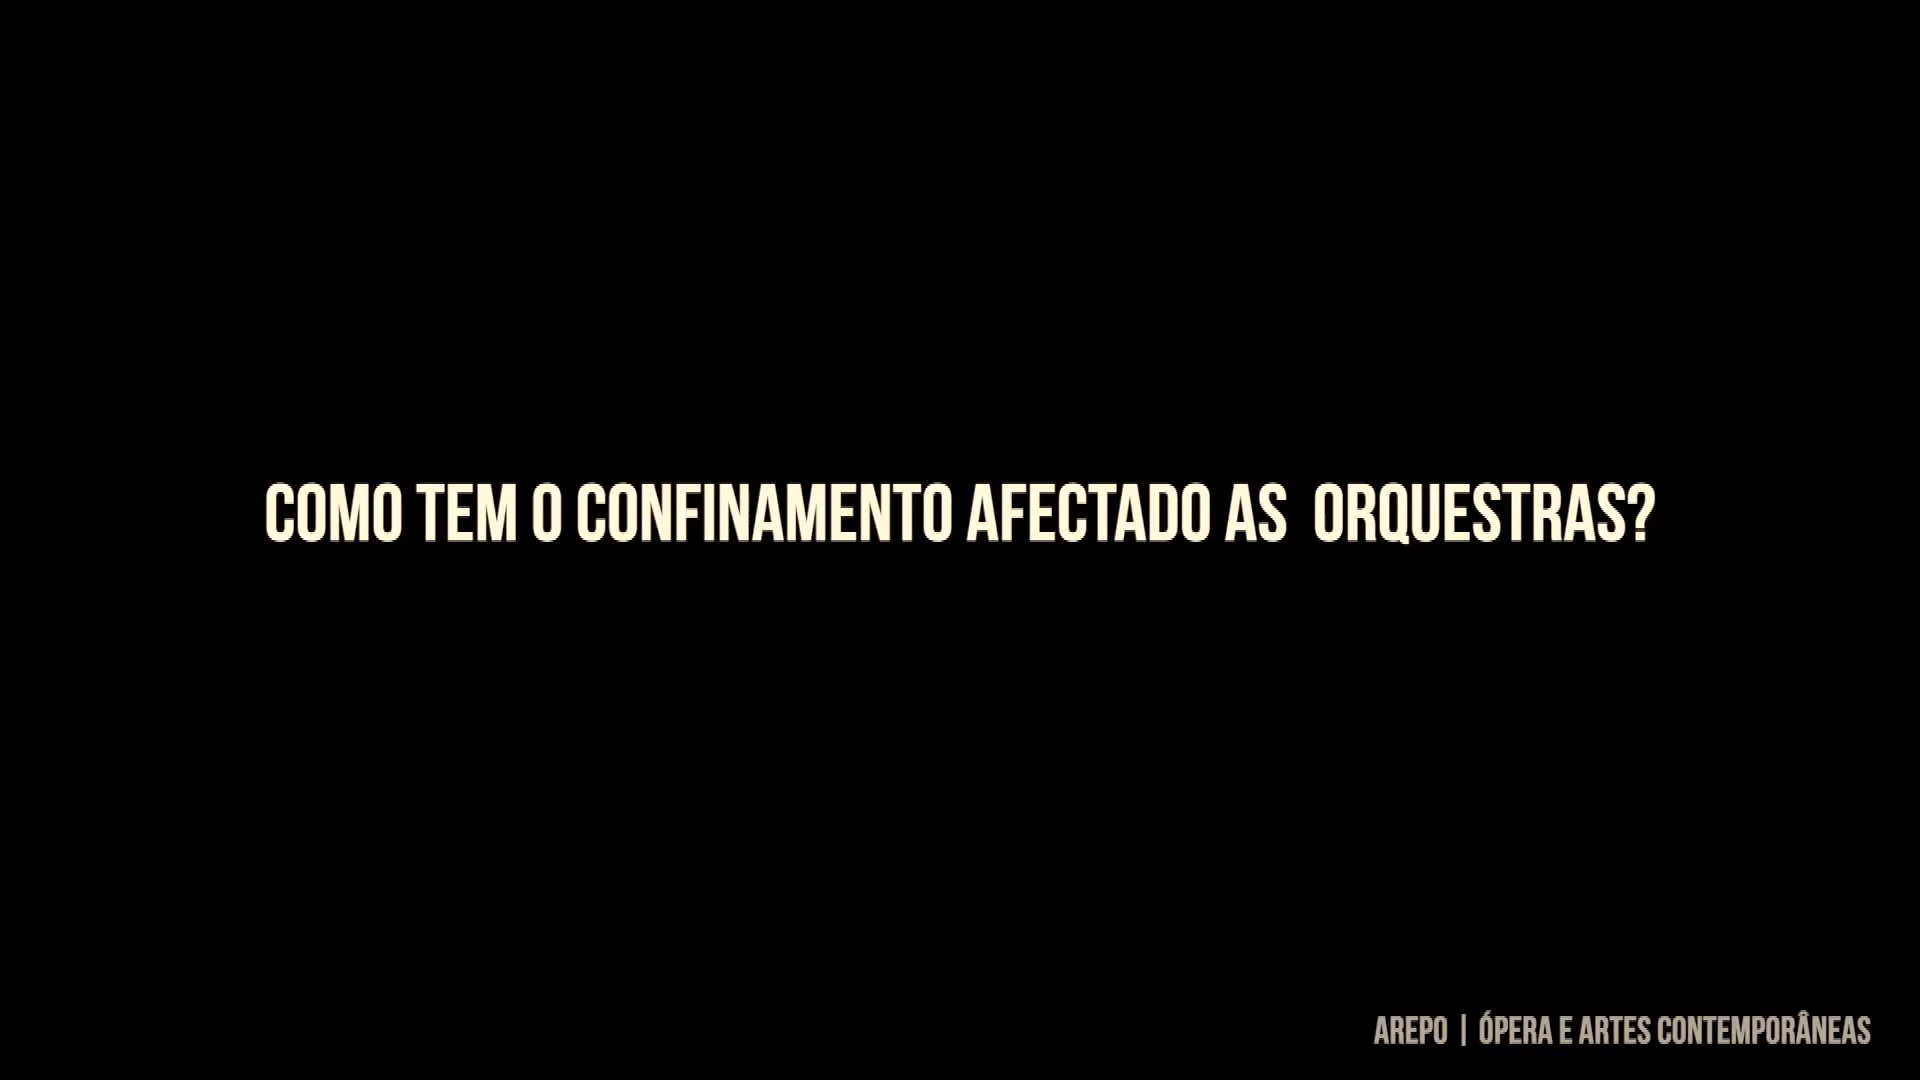 COMO TEM O CONFINAMENTO AFECTADO AS  ORQUESTRAS?
AREPO | ÓPERA E ARTES CONTEMPORÂNEAS